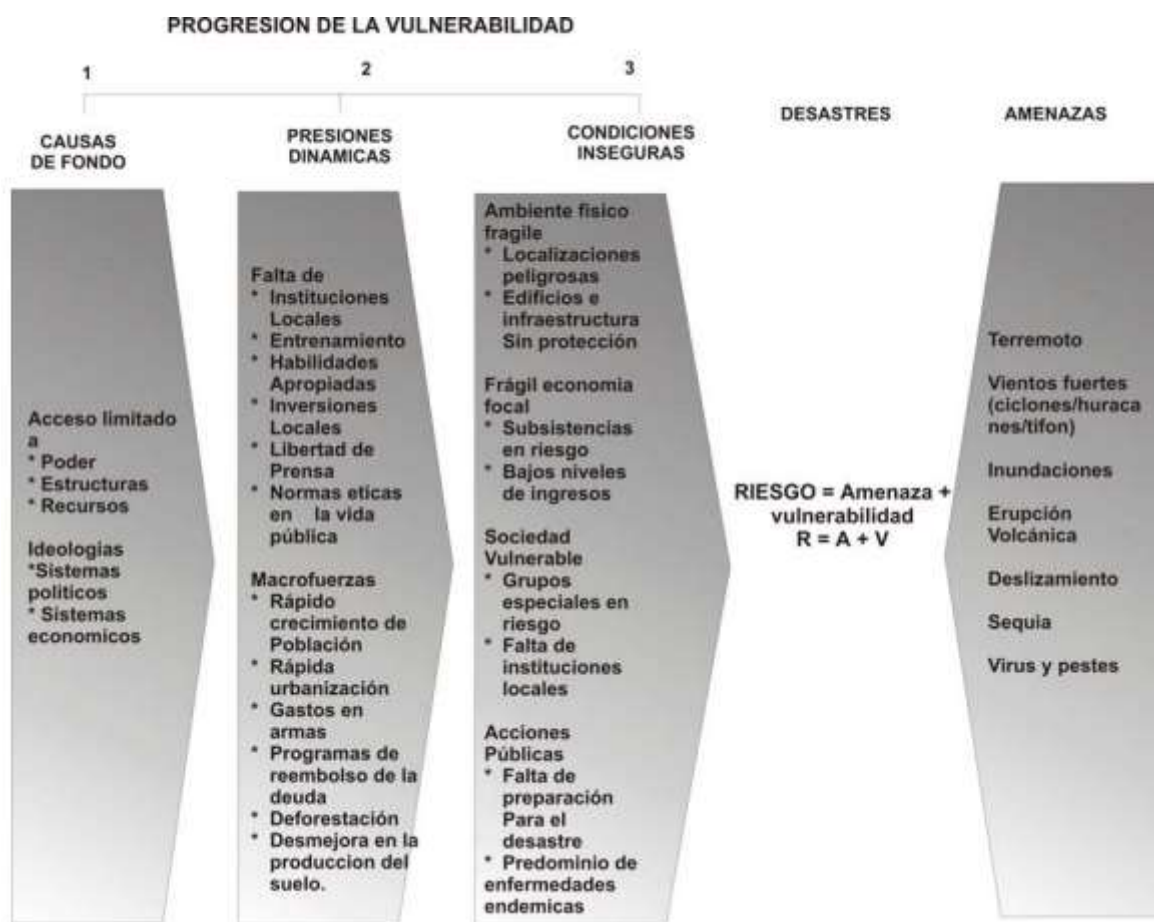 PROGRESION DE LA VULNERABILIDAD
1
2
3
CAUSAS
DE FONDO
PRESIONES
DINAMICAS
CONDICIONES
INSEGURAS
DESASTRES
AMENAZAS
Acceso limitado
a
* Poder
* Estructuras
* Recursos
Ideologias
*Sistemas
politicos
* Sistemas
economicos
Falta de
* Instituciones
Locales
* Entrenamiento
* Habilidades
Apropiadas
* Inversiones
Locales
* Libertad de
Prensa
* Normas eticas
en la vida
pública
Macrofuerzas
* Rápido
crecimiento de
Población
* Rápida
urbanización
* Gastos en
armas
* Programas de
reembolso de la
deuda
* Deforestación
* Desmejora en la
produccion del
suelo.
Ambiente fisico
fragile
* Localizaciones
peligrosas
* Edificios e
infraestructura
Sin protección
Frágil economia
focal
* Subsistencias
en riesgo
* Bajos niveles
de ingresos
Sociedad
Vulnerable
* Grupos
especiales en
riesgo
* Falta de
instituciones
locales
Acciones
Públicas
* Falta de
preparación
Para el
desastre
* Predominio de
enfermedades
endemicas
RIESGO = Amenaza +
vulnerabilidad
R = A + V
Terremoto
Vientos fuertes
(ciclones/huraca
nes/tifon)
Inundaciones
Erupción
Volcánica
Deslizamiento
Sequia
Virus y pestes